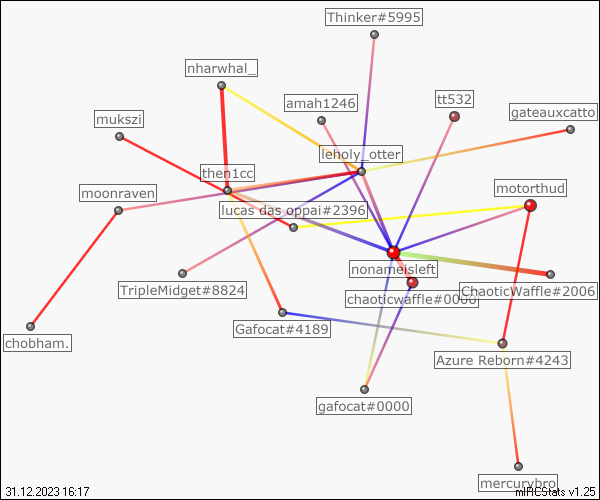 Thinker#5995
nharwhal_
amah1246
tt532
gateauxcatto
mukszi
lenoly_otter
then1cc
moonraven
motorthud
lucas das oppai#2396
nonameisleft
TripleMidget#8824
chaoticwaffle#0000
ChaoticWaffle#2006
Gafocat#4189
chobham.
Azure Reborn#4243
gafocat#0000
mercurybro
31.12.2023 16:17
mIRCStats v1.25